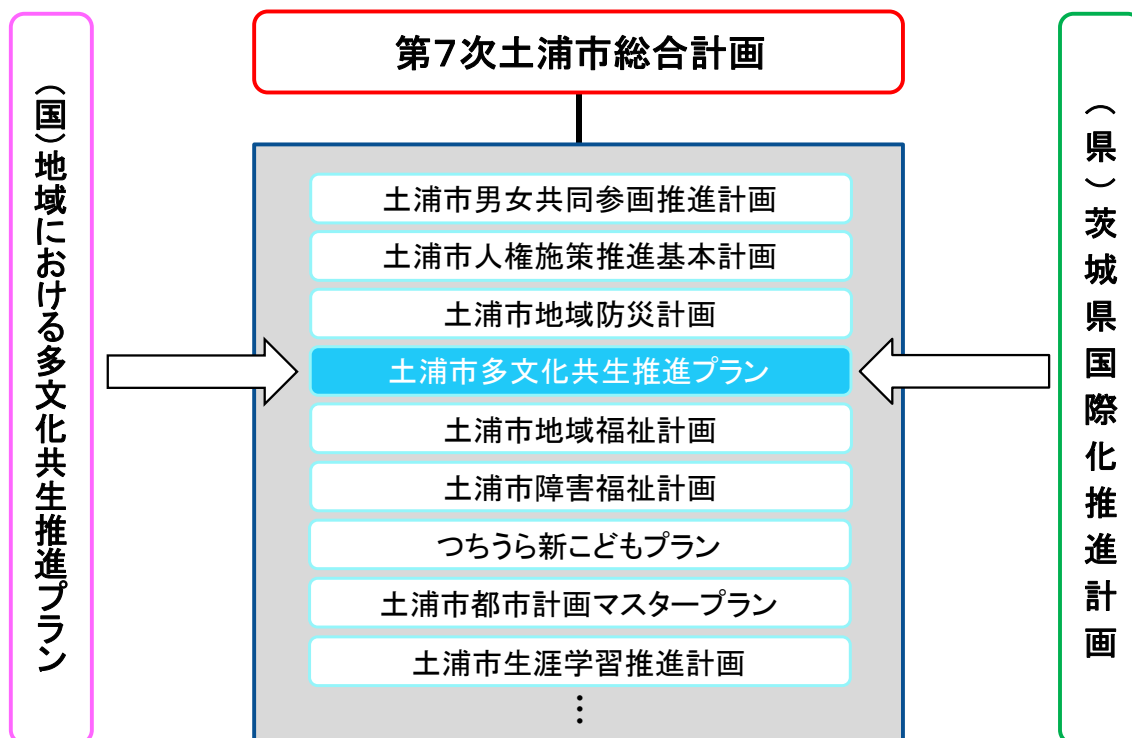 第7次土浦市総合計画
（国）地域における多文化共生推進プラン
土浦市男女共同参画推進計画
土浦市人権施策推進基本計画
土浦市地域防災計画
土浦市多文化共生推進プラン
土浦市地域福祉計画
土浦市障害福祉計画
つちうら新こどもプラン
土浦市都市計画マスタープラン
土浦市生涯学習推進計画
⋮
（県）茨城県国際化推進計画